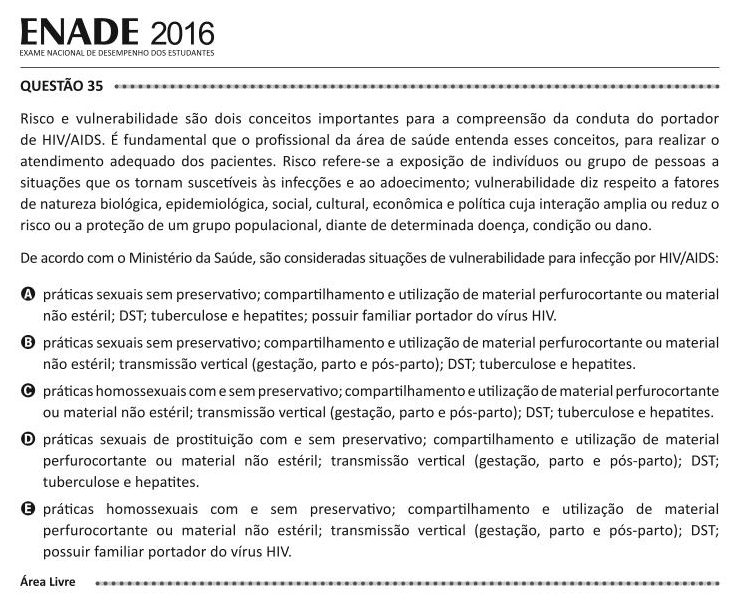 ENADE 2016
EXAME NACIONAL DE DESEMPENHO DOS ESTUDANTES
QUESTÃO 35
Risco e vulnerabilidade são dois conceitos importantes para a compreensão da conduta do portador
de HIV/AIDS. É fundamental que o profissional da área de saúde entenda esses conceitos, para realizar o
atendimento adequado dos pacientes. Risco refere-se a exposição de indivíduos ou grupo de pessoas a
situações que os tornam suscetíveis às infecções e ao adoecimento; vulnerabilidade diz respeito a fatores
de natureza biológica, epidemiológica, social, cultural, econômica e política cuja interação amplia ou reduz o
risco ou a proteção de um grupo populacional, diante de determinada doença, condição ou dano.
De acordo com o Ministério da Saúde, são consideradas situações de vulnerabilidade para infecção por HIV/AIDS:
A práticas sexuais sem preservativo; compartilhamento e utilização de material perfurocortante ou material
não estéril; DST; tuberculose e hepatites; possuir familiar portador do vírus HIV.
B práticas sexuais sem preservativo; compartilhamento e utilização de material perfurocortante ou material
não estéril; transmissão vertical (gestação, parto e pós-parto); DST; tuberculose e hepatites.
C práticas homossexuais com e sem preservativo; compartilhamento e utilização de material perfurocortante
ou material não estéril; transmissão vertical (gestação, parto e pós-parto); DST; tuberculose e hepatites.
D práticas sexuais de prostituição com e sem preservativo; compartilhamento e utilização de material
perfurocortante ou material não estéril; transmissão vertical (gestação, parto e pós-parto); DST;
tuberculose e hepatites.
E práticas homossexuais com e sem preservativo; compartilhamento e utilização de material
perfurocortante ou material não estéril; transmissão vertical (gestação, parto e pós-parto); DST;
possuir familiar portador do vírus HIV.
Área Livre